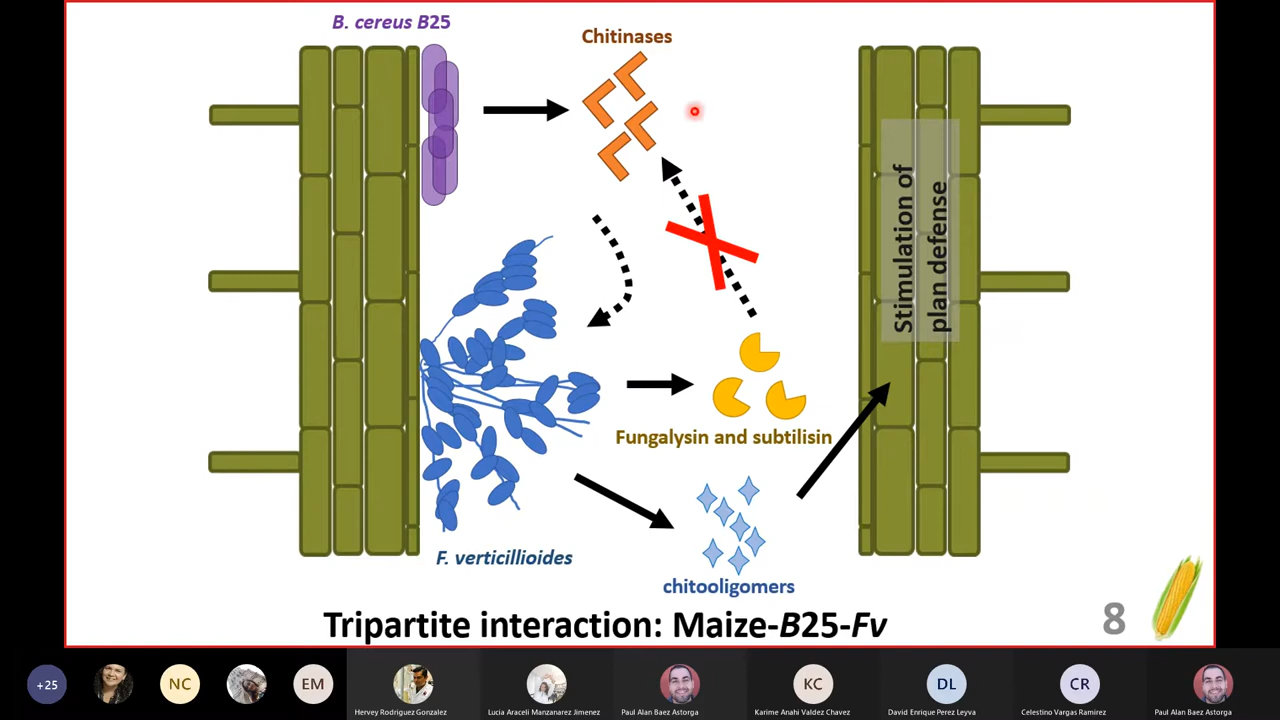 B. cereus B25
Chitinases
Stimulation of
plan defense
Fungalysin and subtilisin
F. verticillioides
chitooligomers
Tripartite interaction: Maize-B25-Fv
8
+25
NC
EM
KC
DL
CR
Hervey Rodriguez Gonzalez
Lucia Araceli Manzanarez Jimenez
Paul Alan Baez Astorga
Karime Anahi Valdez Chavez
David Enrique Perez Leyva
Celestino Vargas Ramirez
Paul Alan Baez Astorga